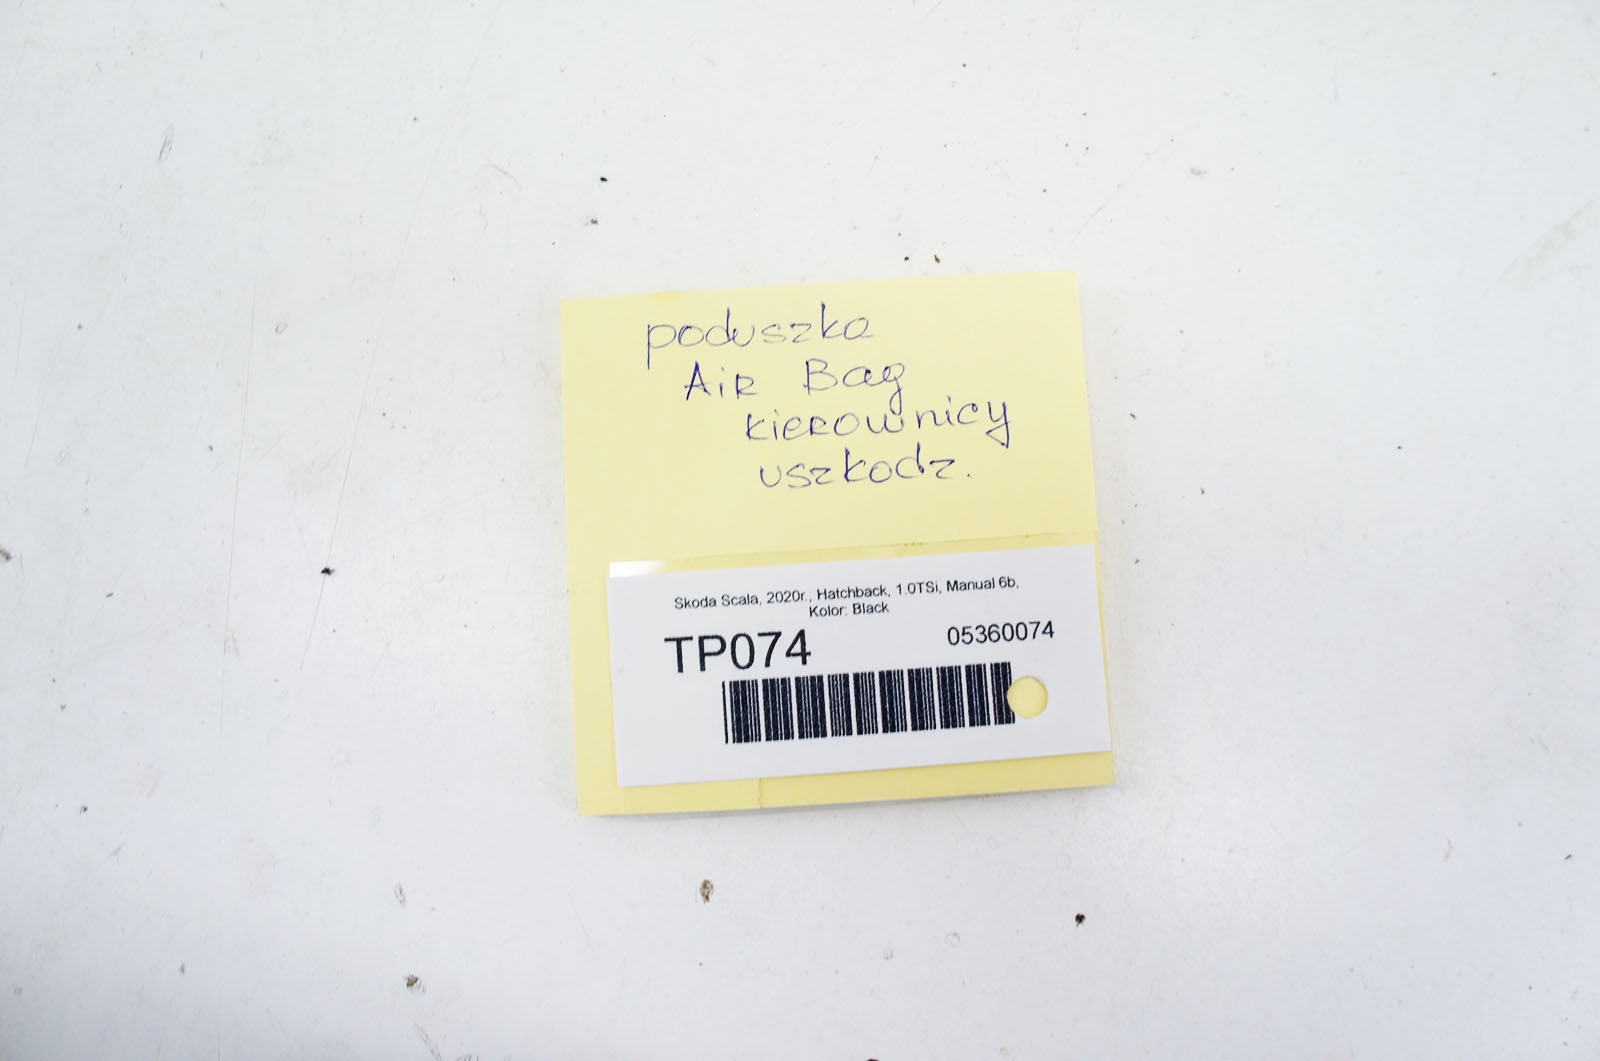 poduszka
Air Bag
kierownicy
uszkodz.
Skoda Scala, 2020r., Hatchback, 1.0TSi, Manual 6b,
Kolor: Black
TP074
05360074